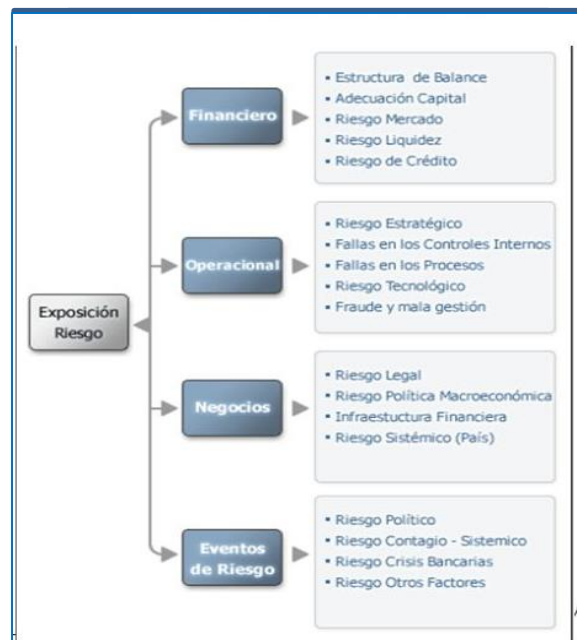 Exposición
Riesgo
Financiero
▪ Estructura de Balance
▪ Adecuación Capital
▪ Riesgo Mercado
▪ Riesgo Liquidez
▪ Riesgo de Crédito
Operacional
▪ Riesgo Estratégico
▪ Fallas en los Controles Internos
▪ Fallas en los Procesos
▪ Riesgo Tecnológico
▪ Fraude y mala gestión
Negocios
▪ Riesgo Legal
▪ Riesgo Política Macroeconómica
▪ Infraestuctura Financiera
▪ Riesgo Sistémico (País)
Eventos
de Riesgo
▪ Riesgo Político
▪ Riesgo Contagio - Sistemico
▪ Riesgo Crisis Bancarias
▪ Riesgo Otros Factores